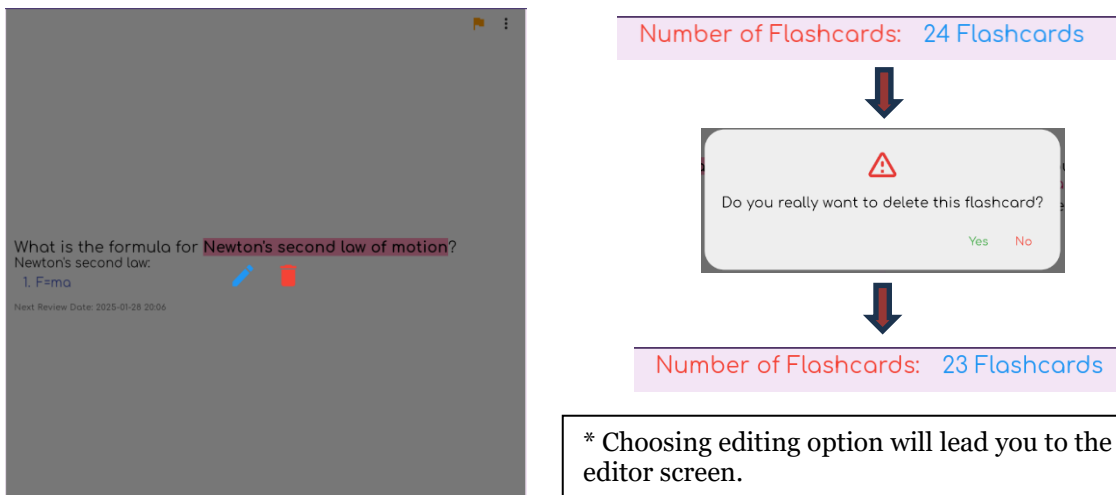 What is the formula for Newton's second law of motion?
Newton's second law:
1. F=ma
Next Review Date: 2025-01-28 20:06
Number of Flashcards: 24 Flashcards
Do you really want to delete this flashcard?
Yes No
Number of Flashcards: 23 Flashcards
* Choosing editing option will lead you to the
editor screen.